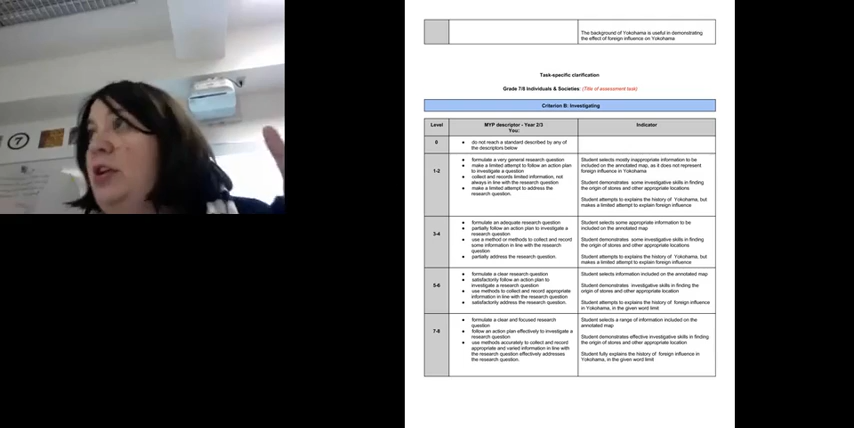 7
The background of Yokohama is useful in demonstrating
the effect of foreign influence on Yokohama
Task-specific clarification
Grade 7/8 Individuals & Societies: (Title of assessment task)
Criterion B: Investigating
Level
MYP descriptor - Year 2/3
You:
Indicator
0
● do not reach a standard described by any of
the descriptors below
1-2
● formulate a very general research question
● make a limited attempt to follow an action plan
to investigate a question
● collect and records limited information, not
always in line with the research question
● make a limited attempt to address the
research question.
Student selects mostly inappropriate information to be
included on the annotated map, as it does not represent
foreign influence in Yokohama
Student demonstrates some investigative skills in finding
the origin of stores and other appropriate locations
Student attempts to explains the history of Yokohama, but
makes a limited attempt to explain foreign influence
3-4
● formulate an adequate research question
● partially follow an action plan to investigate a
research question
● use a method or methods to collect and record
some information in line with the research
question
● partially address the research question.
Student selects some appropriate information to be
included on the annotated map
Student demonstrates some investigative skills in finding
the origin of stores and other appropriate locations
Student attempts to explains the history of Yokohama, but
makes a limited attempt to explain foreign influence
5-6
● formulate a clear research question
● satisfactorily follow an action plan to
investigate a research question
● use methods to collect and record appropriate
information in line with the research question
● satisfactorily address the research question.
Student selects information included on the annotated map
Student demonstrates investigative skills in finding the
origin of stores and other appropriate location
Student attempts to explains the history of foreign influence
in Yokohama, in the given word limit
7-8
● formulate a clear and focused research
question
● follow an action plan effectively to investigate a
research question
● use methods accurately to collect and record
appropriate and varied information in line with
the research question effectively addresses
the research question.
Student selects a range of information included on the
annotated map
Student demonstrates effective investigative skills in finding
the origin of stores and other appropriate location
Student fully explains the history of foreign influence in
Yokohama, in the given word limit